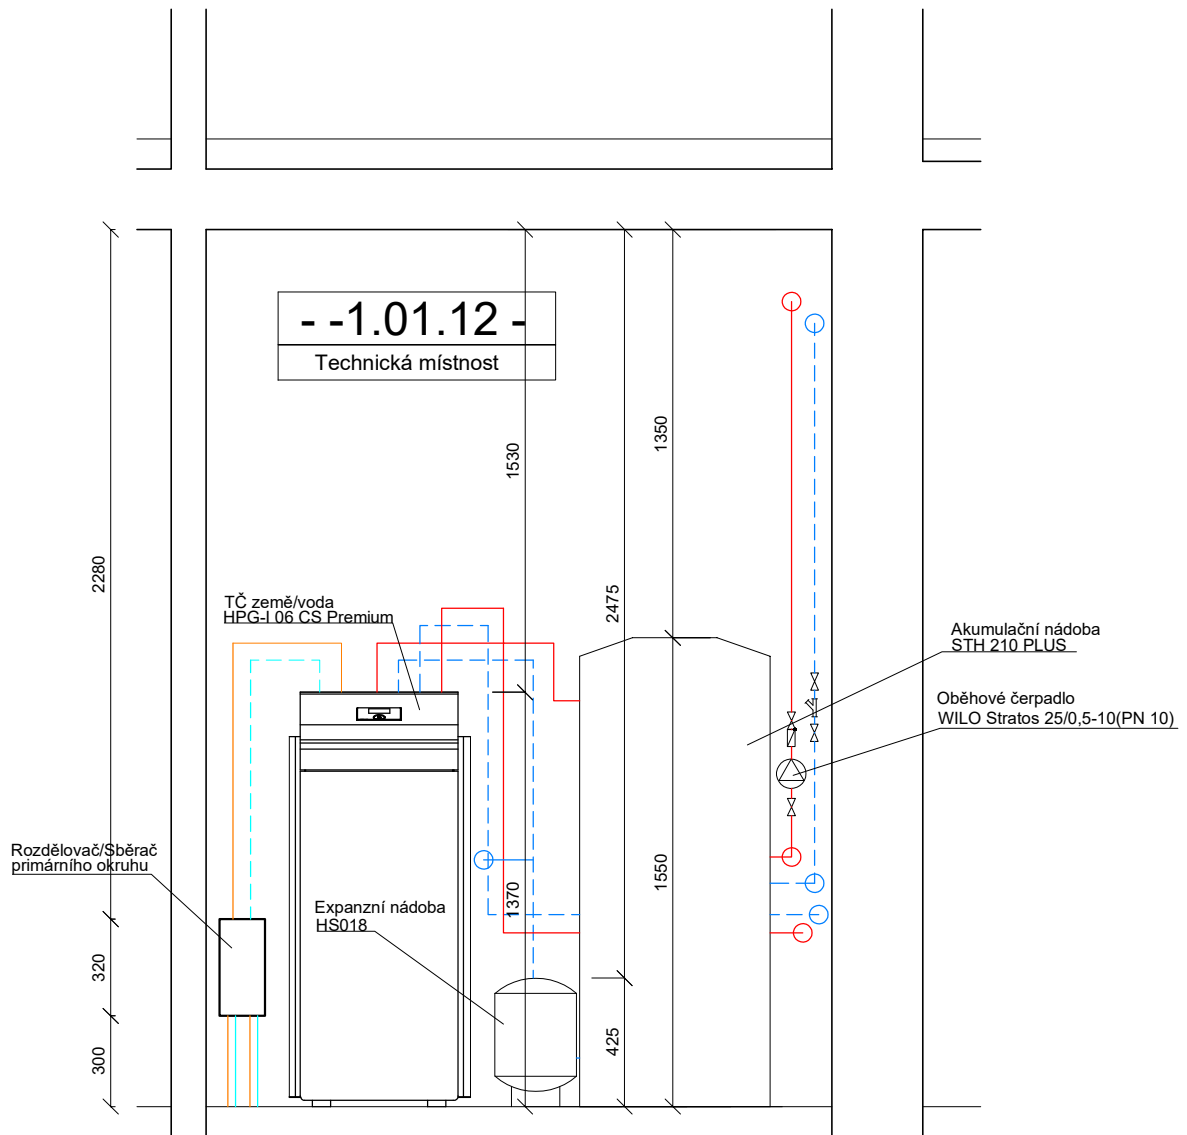 - -1.01.12 -
Technická místnost
1530
1350
2280
2475
TČ země/voda
HPG-I 06 CS Premium
Akumulační nádoba
STH 210 PLUS
Oběhové čerpadlo
WILO Stratos 25/0,5-10(PN 10)
Rozdělovač/Sběrač
primárního okruhu
1370
1550
Expanzní nádoba
HS018
320
425
300